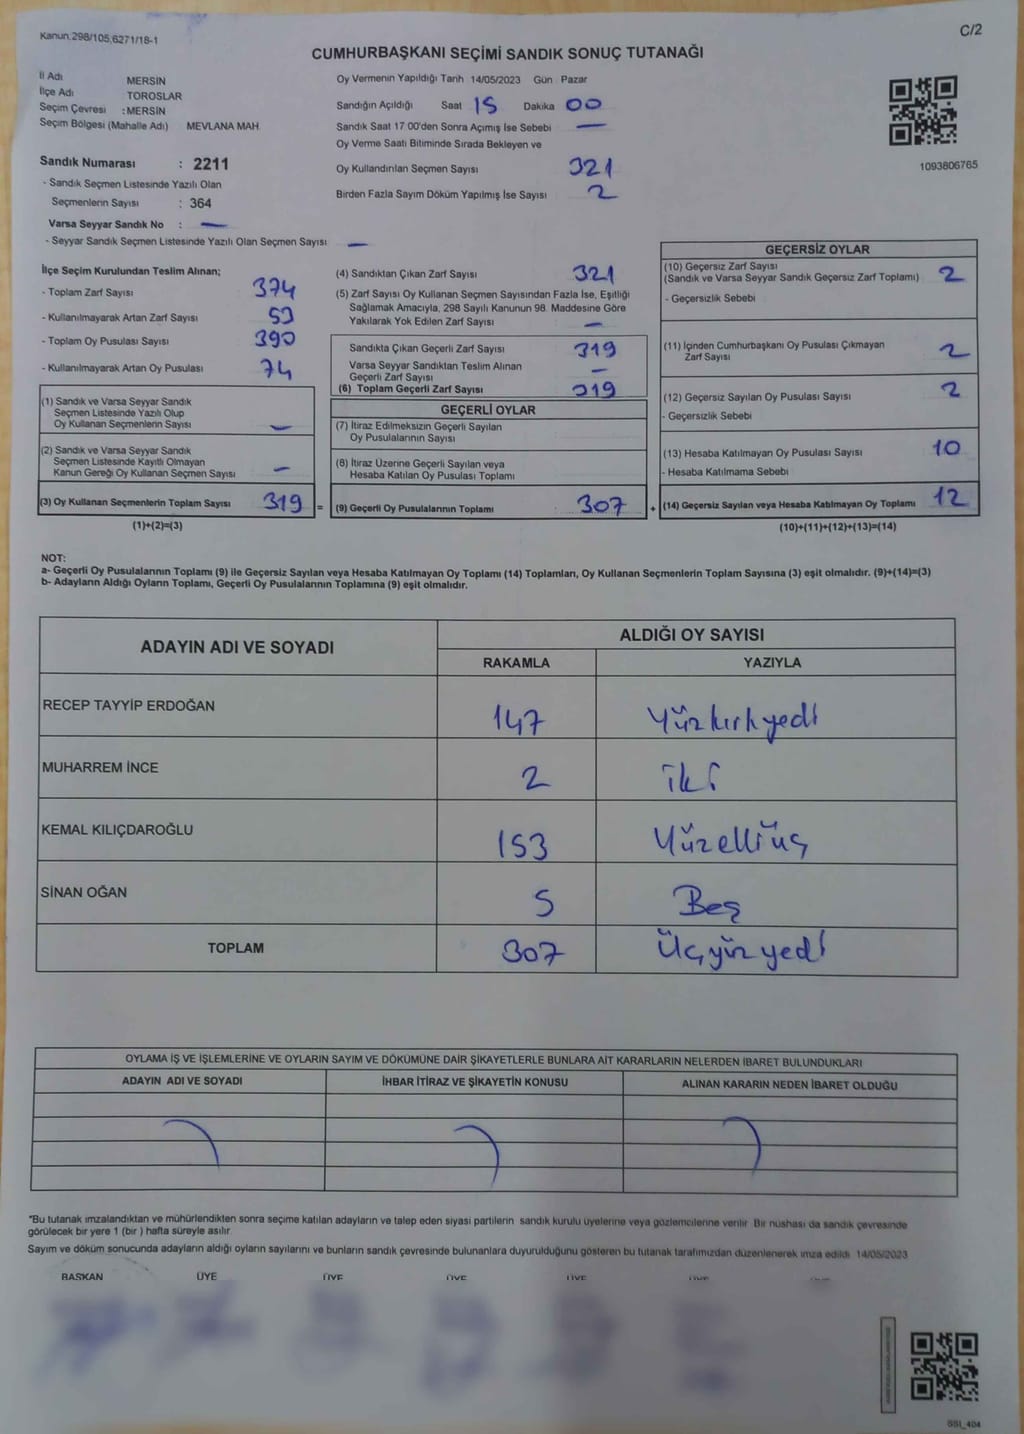 Kanun.298/105,6271/18-1
C/2
CUMHURBAŞKANI SEÇİMİ SANDIK SONUÇ TUTANAĞI
İl Adı MERSİN
İlçe Adı TOROSLAR
Seçim Çevresi : MERSİN
Seçim Bölgesi (Mahalle Adı) MEVLANA MAH.
Oy Vermenin Yapıldığı Tarih 14/05/2023 Gün Pazar
Sandığın Açıldığı Saat 15 Dakika 00
Sandık Saat 17.00'den Sonra Açımış İse Sebebi —
Oy Verme Saati Bitiminde Sırada Bekleyen ve
Oy Kullandırılan Seçmen Sayısı 321
Birden Fazla Sayım Döküm Yapılmış İse Sayısı 2
1093806765
Sandık Numarası : 2211
- Sandık Seçmen Listesinde Yazılı Olan
Seçmenlerin Sayısı : 364
Varsa Seyyar Sandık No : —
- Seyyar Sandık Seçmen Listesinde Yazılı Olan Seçmen Sayısı —
İlçe Seçim Kurulundan Teslim Alınan;
- Toplam Zarf Sayısı 374
- Kullanılmayarak Artan Zarf Sayısı 53
- Toplam Oy Pusulası Sayısı 390
- Kullanılmayarak Artan Oy Pusulası 74
(1) Sandık ve Varsa Seyyar Sandık
Seçmen Listesinde Yazılı Olup
Oy Kullanan Seçmenlerin Sayısı —
(2) Sandık ve Varsa Seyyar Sandık
Seçmen Listesinde Kayıtlı Olmayan
Kanun Gereği Oy Kullanan Seçmen Sayısı —
(3) Oy Kullanan Seçmenlerin Toplam Sayısı 319 =
(1)+(2)=(3)
(4) Sandıktan Çıkan Zarf Sayısı 321
(5) Zarf Sayısı Oy Kullanan Seçmen Sayısından Fazla İse, Eşitliği
Sağlamak Amacıyla, 298 Sayılı Kanunun 98. Maddesine Göre
Yakılarak Yok Edilen Zarf Sayısı —
Sandıkta Çıkan Geçerli Zarf Sayısı 319
Varsa Seyyar Sandıktan Teslim Alınan
Geçerli Zarf Sayısı —
(6) Toplam Geçerli Zarf Sayısı 319
GEÇERLİ OYLAR
(7) İtiraz Edilmeksizin Geçerli Sayılan
Oy Pusulalarının Sayısı
(8) İtiraz Üzerine Geçerli Sayılan veya
Hesaba Katılan Oy Pusulası Toplamı
(9) Geçerli Oy Pusulalarının Toplamı 307 +
GEÇERSİZ OYLAR
(10) Geçersiz Zarf Sayısı
(Sandık ve Varsa Seyyar Sandık Geçersiz Zarf Toplamı) 2
- Geçersizlik Sebebi
(11) İçinden Cumhurbaşkanı Oy Pusulası Çıkmayan
Zarf Sayısı 2
(12) Geçersiz Sayılan Oy Pusulası Sayısı 2
- Geçersizlik Sebebi
(13) Hesaba Katılmayan Oy Pusulası Sayısı 10
- Hesaba Katılmama Sebebi
(14) Geçersiz Sayılan veya Hesaba Katılmayan Oy Toplamı 12
(10)+(11)+(12)+(13)=(14)
NOT:
a- Geçerli Oy Pusulalarının Toplamı (9) ile Geçersiz Sayılan veya Hesaba Katılmayan Oy Toplamı (14) Toplamları, Oy Kullanan Seçmenlerin Toplam Sayısına (3) eşit olmalıdır. (9)+(14)=(3)
b- Adayların Aldığı Oyların Toplamı, Geçerli Oy Pusulalarının Toplamına (9) eşit olmalıdır.
ADAYIN ADI VE SOYADI
ALDIĞI OY SAYISI
RAKAMLA YAZIYLA
RECEP TAYYİP ERDOĞAN 147 Yüzkırkyedi
MUHARREM İNCE 2 İki
KEMAL KILIÇDAROĞLU 153 Yüzelliüç
SİNAN OĞAN 5 Beş
TOPLAM 307 Üçyüzyedi
OYLAMA İŞ VE İŞLEMLERİNE VE OYLARIN SAYIM VE DÖKÜMÜNE DAİR ŞİKAYETLERLE BUNLARA AİT KARARLARIN NELERDEN İBARET BULUNDUKLARI
ADAYIN ADI VE SOYADI İHBAR İTİRAZ VE ŞİKAYETİN KONUSU ALINAN KARARIN NEDEN İBARET OLDUĞU
*Bu tutanak imzalandıktan ve mühürlendikten sonra seçime katılan adayların ve talep eden siyasi partilerin sandık kurulu üyelerine veya gözlemcilerine verilir. Bir nüshası da sandık çevresinde
görülecek bir yere 1 (bir ) hafta süreyle asılır.
Sayım ve döküm sonucunda adayların aldığı oyların sayılarını ve bunların sandık çevresinde bulunanlara duyurulduğunu gösteren bu tutanak tarafımızdan düzenlenerek imza edildi. 14/05/2023
BAŞKAN ÜYE ÜYE ÜYE ÜYE
SSI_404